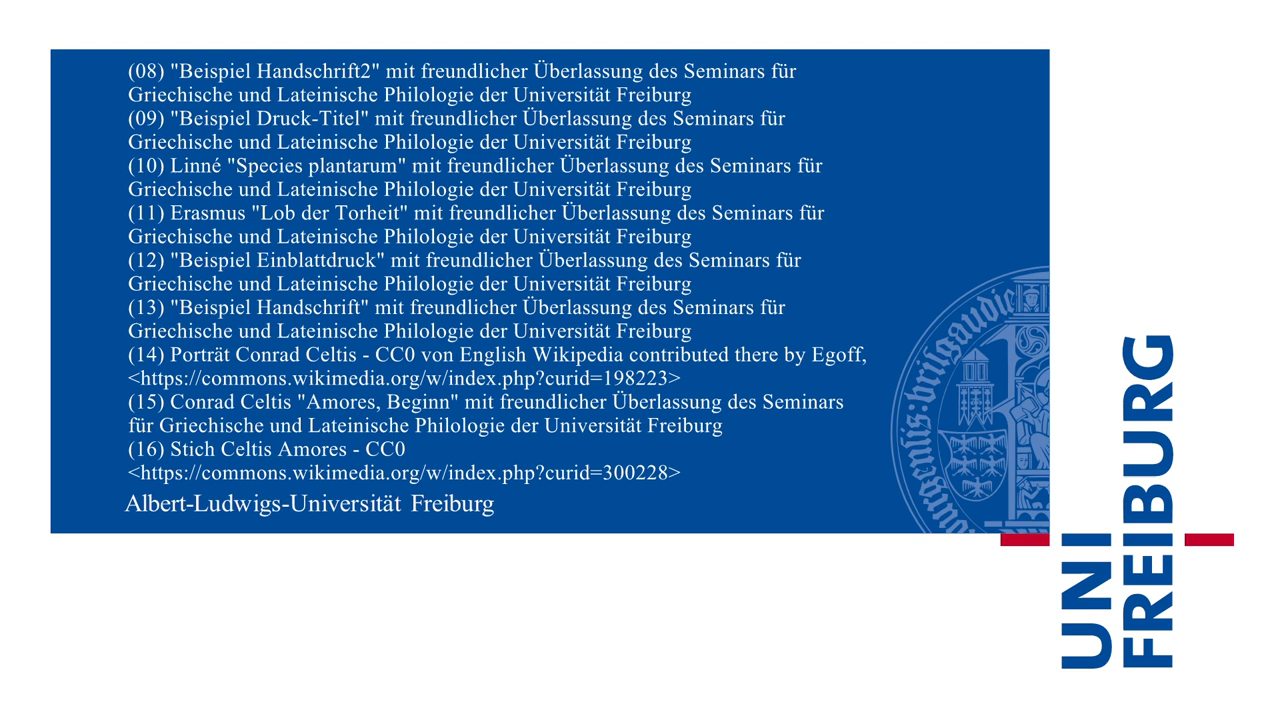 (08) "Beispiel Handschrift2" mit freundlicher Überlassung des Seminars für
Griechische und Lateinische Philologie der Universität Freiburg
(09) "Beispiel Druck-Titel" mit freundlicher Überlassung des Seminars für
Griechische und Lateinische Philologie der Universität Freiburg
(10) Linné "Species plantarum" mit freundlicher Überlassung des Seminars für
Griechische und Lateinische Philologie der Universität Freiburg
(11) Erasmus "Lob der Torheit" mit freundlicher Überlassung des Seminars für
Griechische und Lateinische Philologie der Universität Freiburg
(12) "Beispiel Einblattdruck" mit freundlicher Überlassung des Seminars für
Griechische und Lateinische Philologie der Universität Freiburg
(13) "Beispiel Handschrift" mit freundlicher Überlassung des Seminars für
Griechische und Lateinische Philologie der Universität Freiburg
(14) Porträt Conrad Celtis - CC0 von English Wikipedia contributed there by Egoff,
<https://commons.wikimedia.org/w/index.php?curid=198223>
(15) Conrad Celtis "Amores, Beginn" mit freundlicher Überlassung des Seminars
für Griechische und Lateinische Philologie der Universität Freiburg
(16) Stich Celtis Amores - CC0
<https://commons.wikimedia.org/w/index.php?curid=300228>
Albert-Ludwigs-Universität Freiburg
UNI
FREIBURG